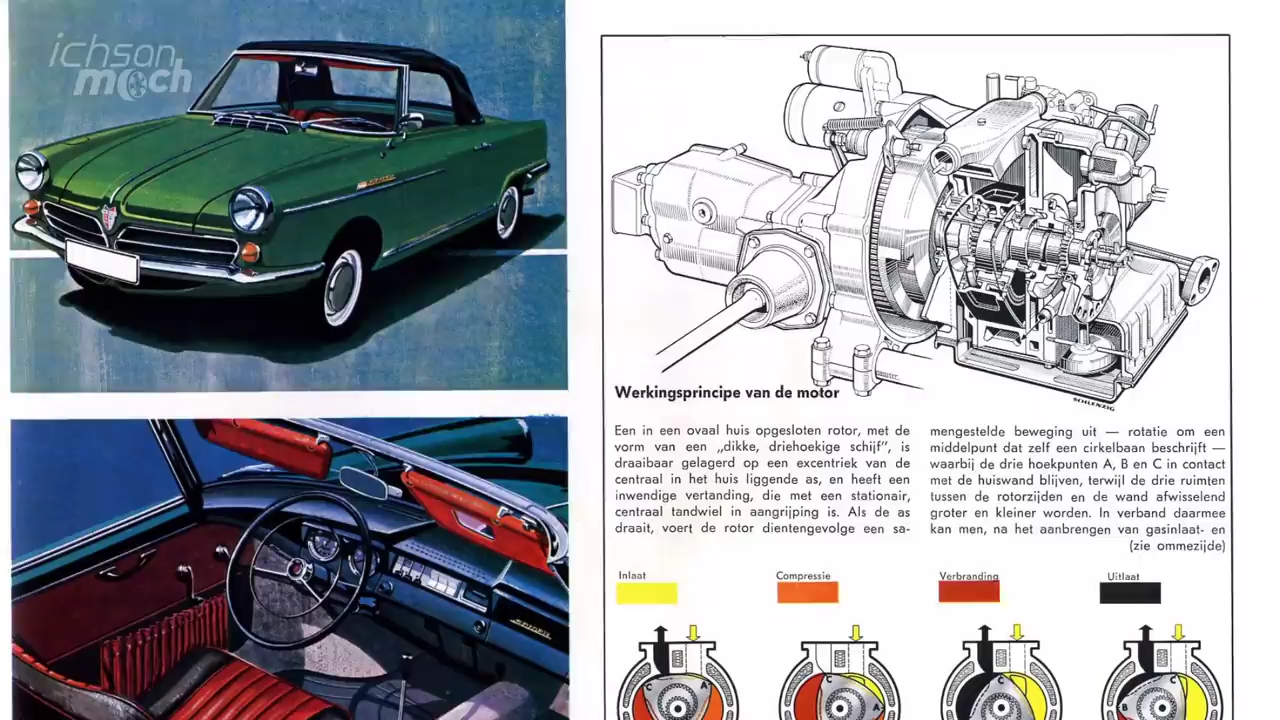 ichsan
moch
Werkingsprincipe van de motor
Een in een ovaal huis opgesloten rotor, met de
vorm van een „dikke, driehoekige schijf”, is
draaibaar gelagerd op een excentriek van de
centraal in het huis liggende as, en heeft een
inwendige vertanding, die met een stationair,
centraal tandwiel in aangrijping is. Als de as
draait, voert de rotor dientengevolge een sa-
mengestelde beweging uit — rotatie om een
middelpunt dat zelf een cirkelbaan beschrijft —
waarbij de drie hoekpunten A, B en C in contact
met de huiswand blijven, terwijl de drie ruimten
tussen de rotorzijden en de wand afwisselend
groter en kleiner worden. In verband daarmee
kan men, na het aanbrengen van gasinlaat- en
(zie ommezijde)
SCHLENZIG
Inlaat
Compressie
Verbranding
Uitlaat
C A
C A
C
B C